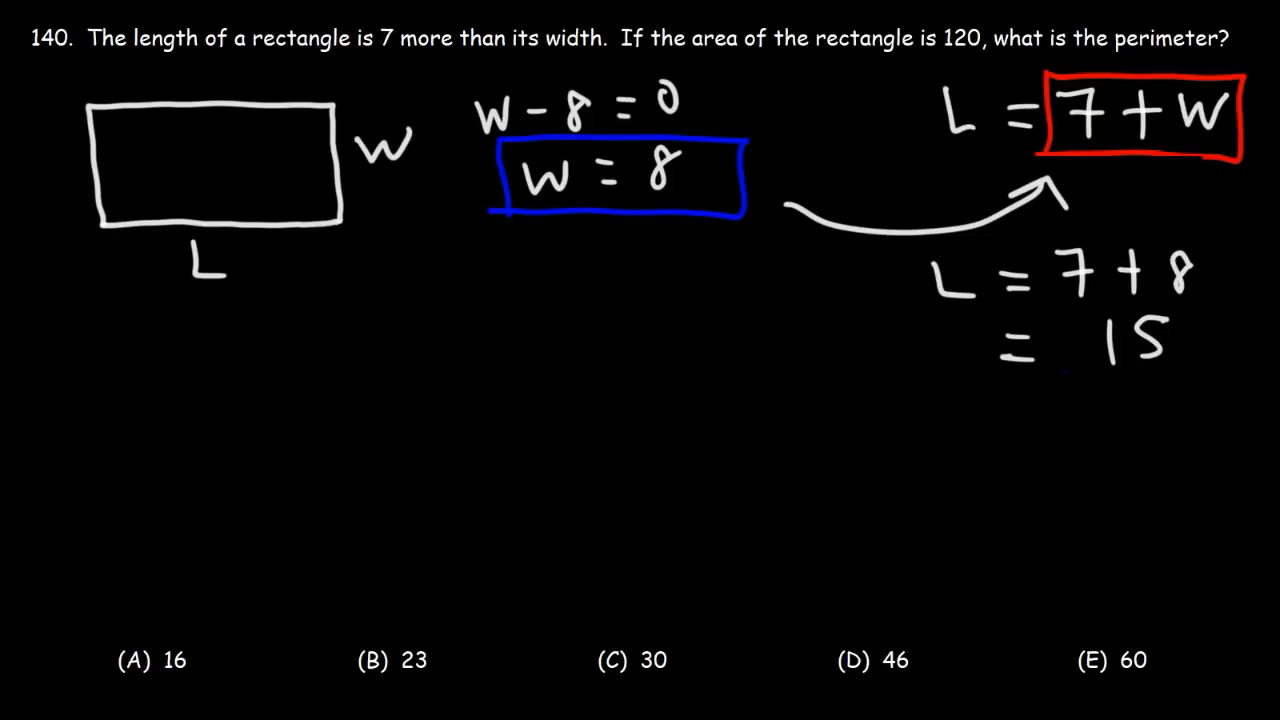 140. The length of a rectangle is 7 more than its width. If the area of the rectangle is 120, what is the perimeter?
W - 8 = 0
L = 7 + W
W
W = 8
L
L = 7 + 8
= 15
(A) 16 (B) 23 (C) 30 (D) 46 (E) 60